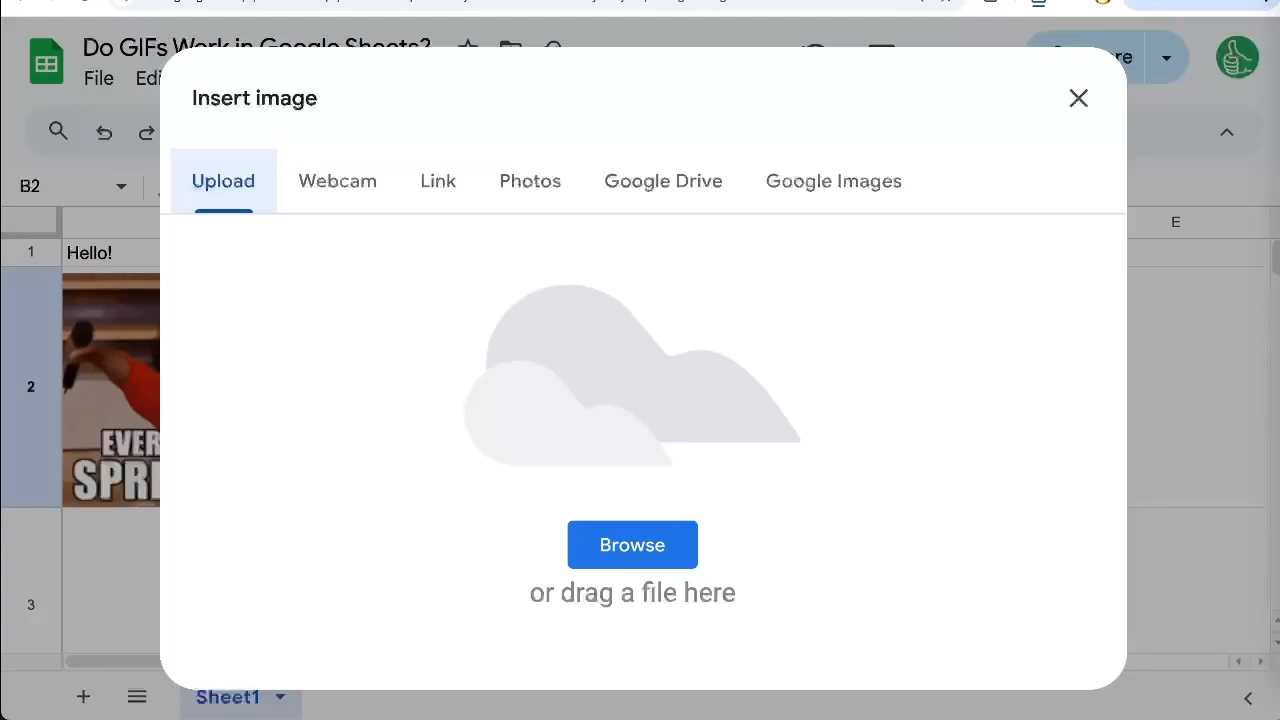 Do GIFs Work in Google Sheets?
File
Insert image
B2
Upload Webcam Link Photos Google Drive Google Images
E
1 Hello!
2
EVER
SPRE
Browse
or drag a file here
3
Sheet1